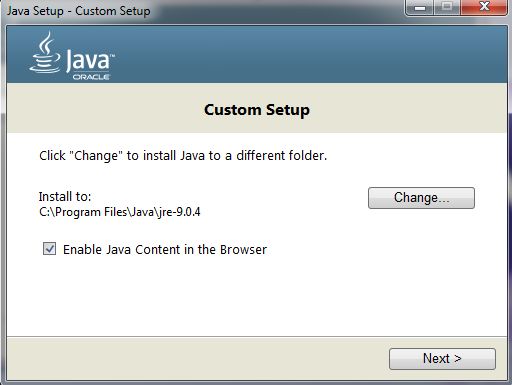 Java Setup - Custom Setup
Java™
ORACLE
Custom Setup
Click "Change" to install Java to a different folder.
Install to:
C:\Program Files\Java\jre-9.0.4
Change...
Enable Java Content in the Browser
Next >